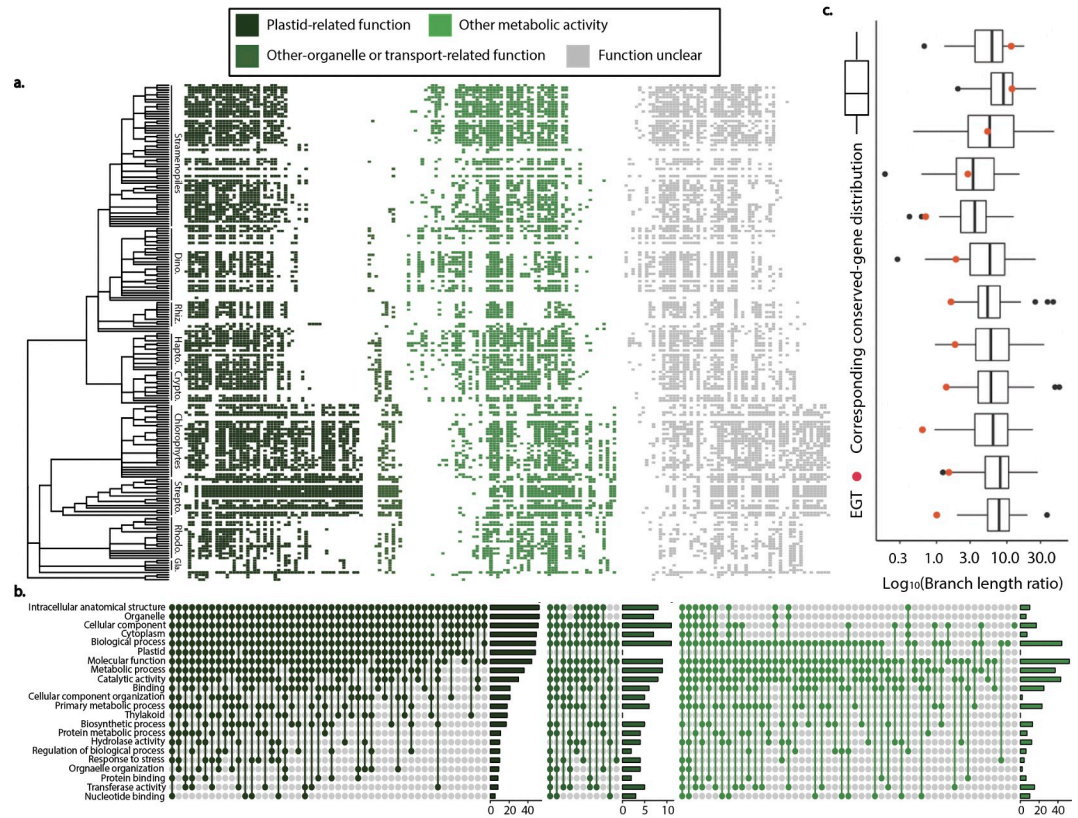 Plastid-related function
Other metabolic activity
Other-organelle or transport-related function
Function unclear
a.
Stramenopiles
Dino.
Rhiz.
Hapto.
Crypto.
Chlorophytes
Strepto.
Rhodo.
Gla.
b.
Intracellular anatomical structure
Organelle
Cellular component
Cytoplasm
Biological process
Plastid
Molecular function
Metabolic process
Catalytic activity
Binding
Cellular component organization
Primary metabolic process
Thylakoid
Biosynthetic process
Protein metabolic process
Hydrolase activity
Regulation of biological process
Response to stress
Orgnaelle organization
Protein binding
Transferase activity
Nucleotide binding
0 20 40
0 5 10
0 20 40
c.
EGT Corresponding conserved-gene distribution
0.3 1.0 3.0 10.0 30.0
Log₁₀(Branch length ratio)